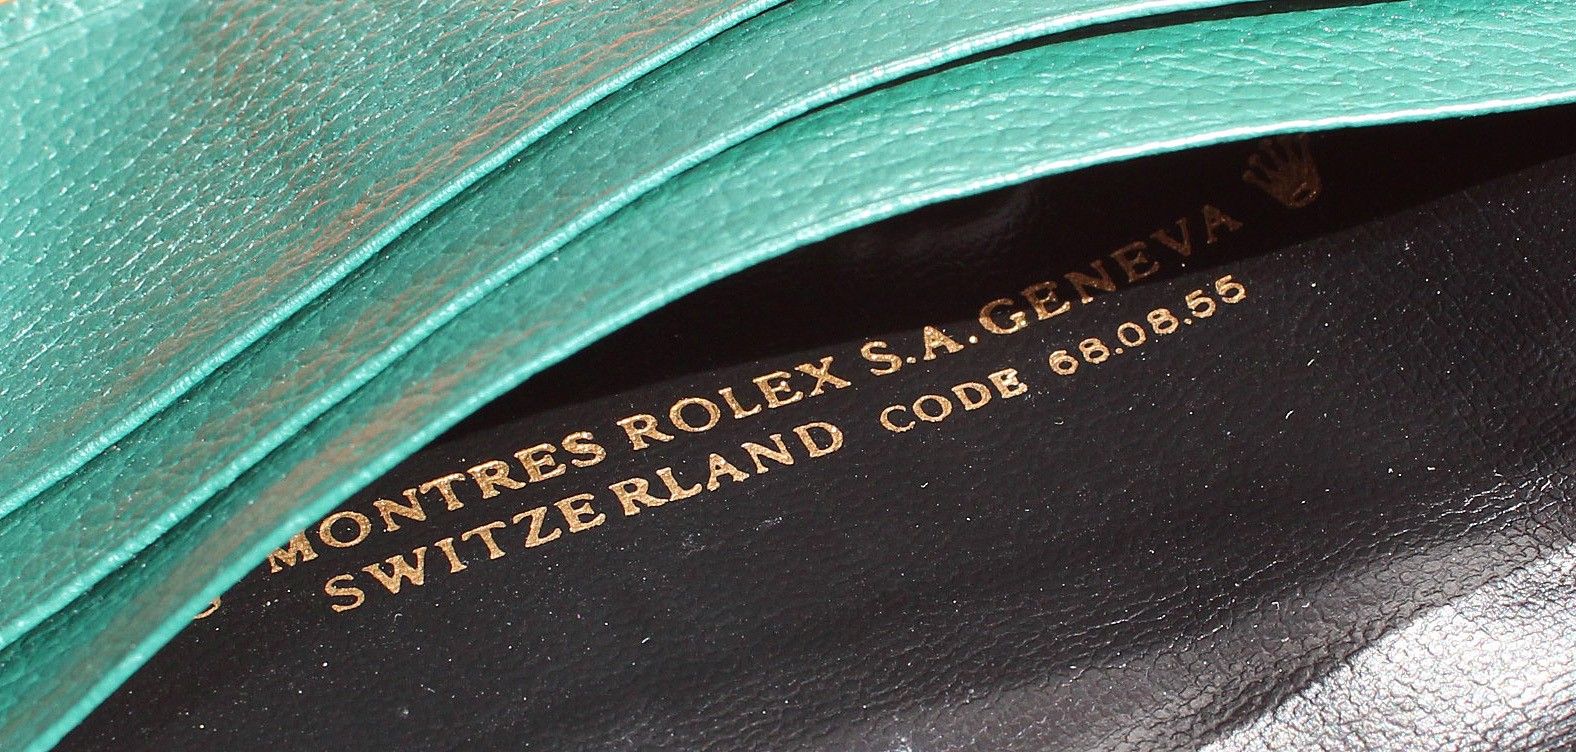 MONTRES ROLEX S.A. GENEVA
SWITZERLAND CODE 68.08.55